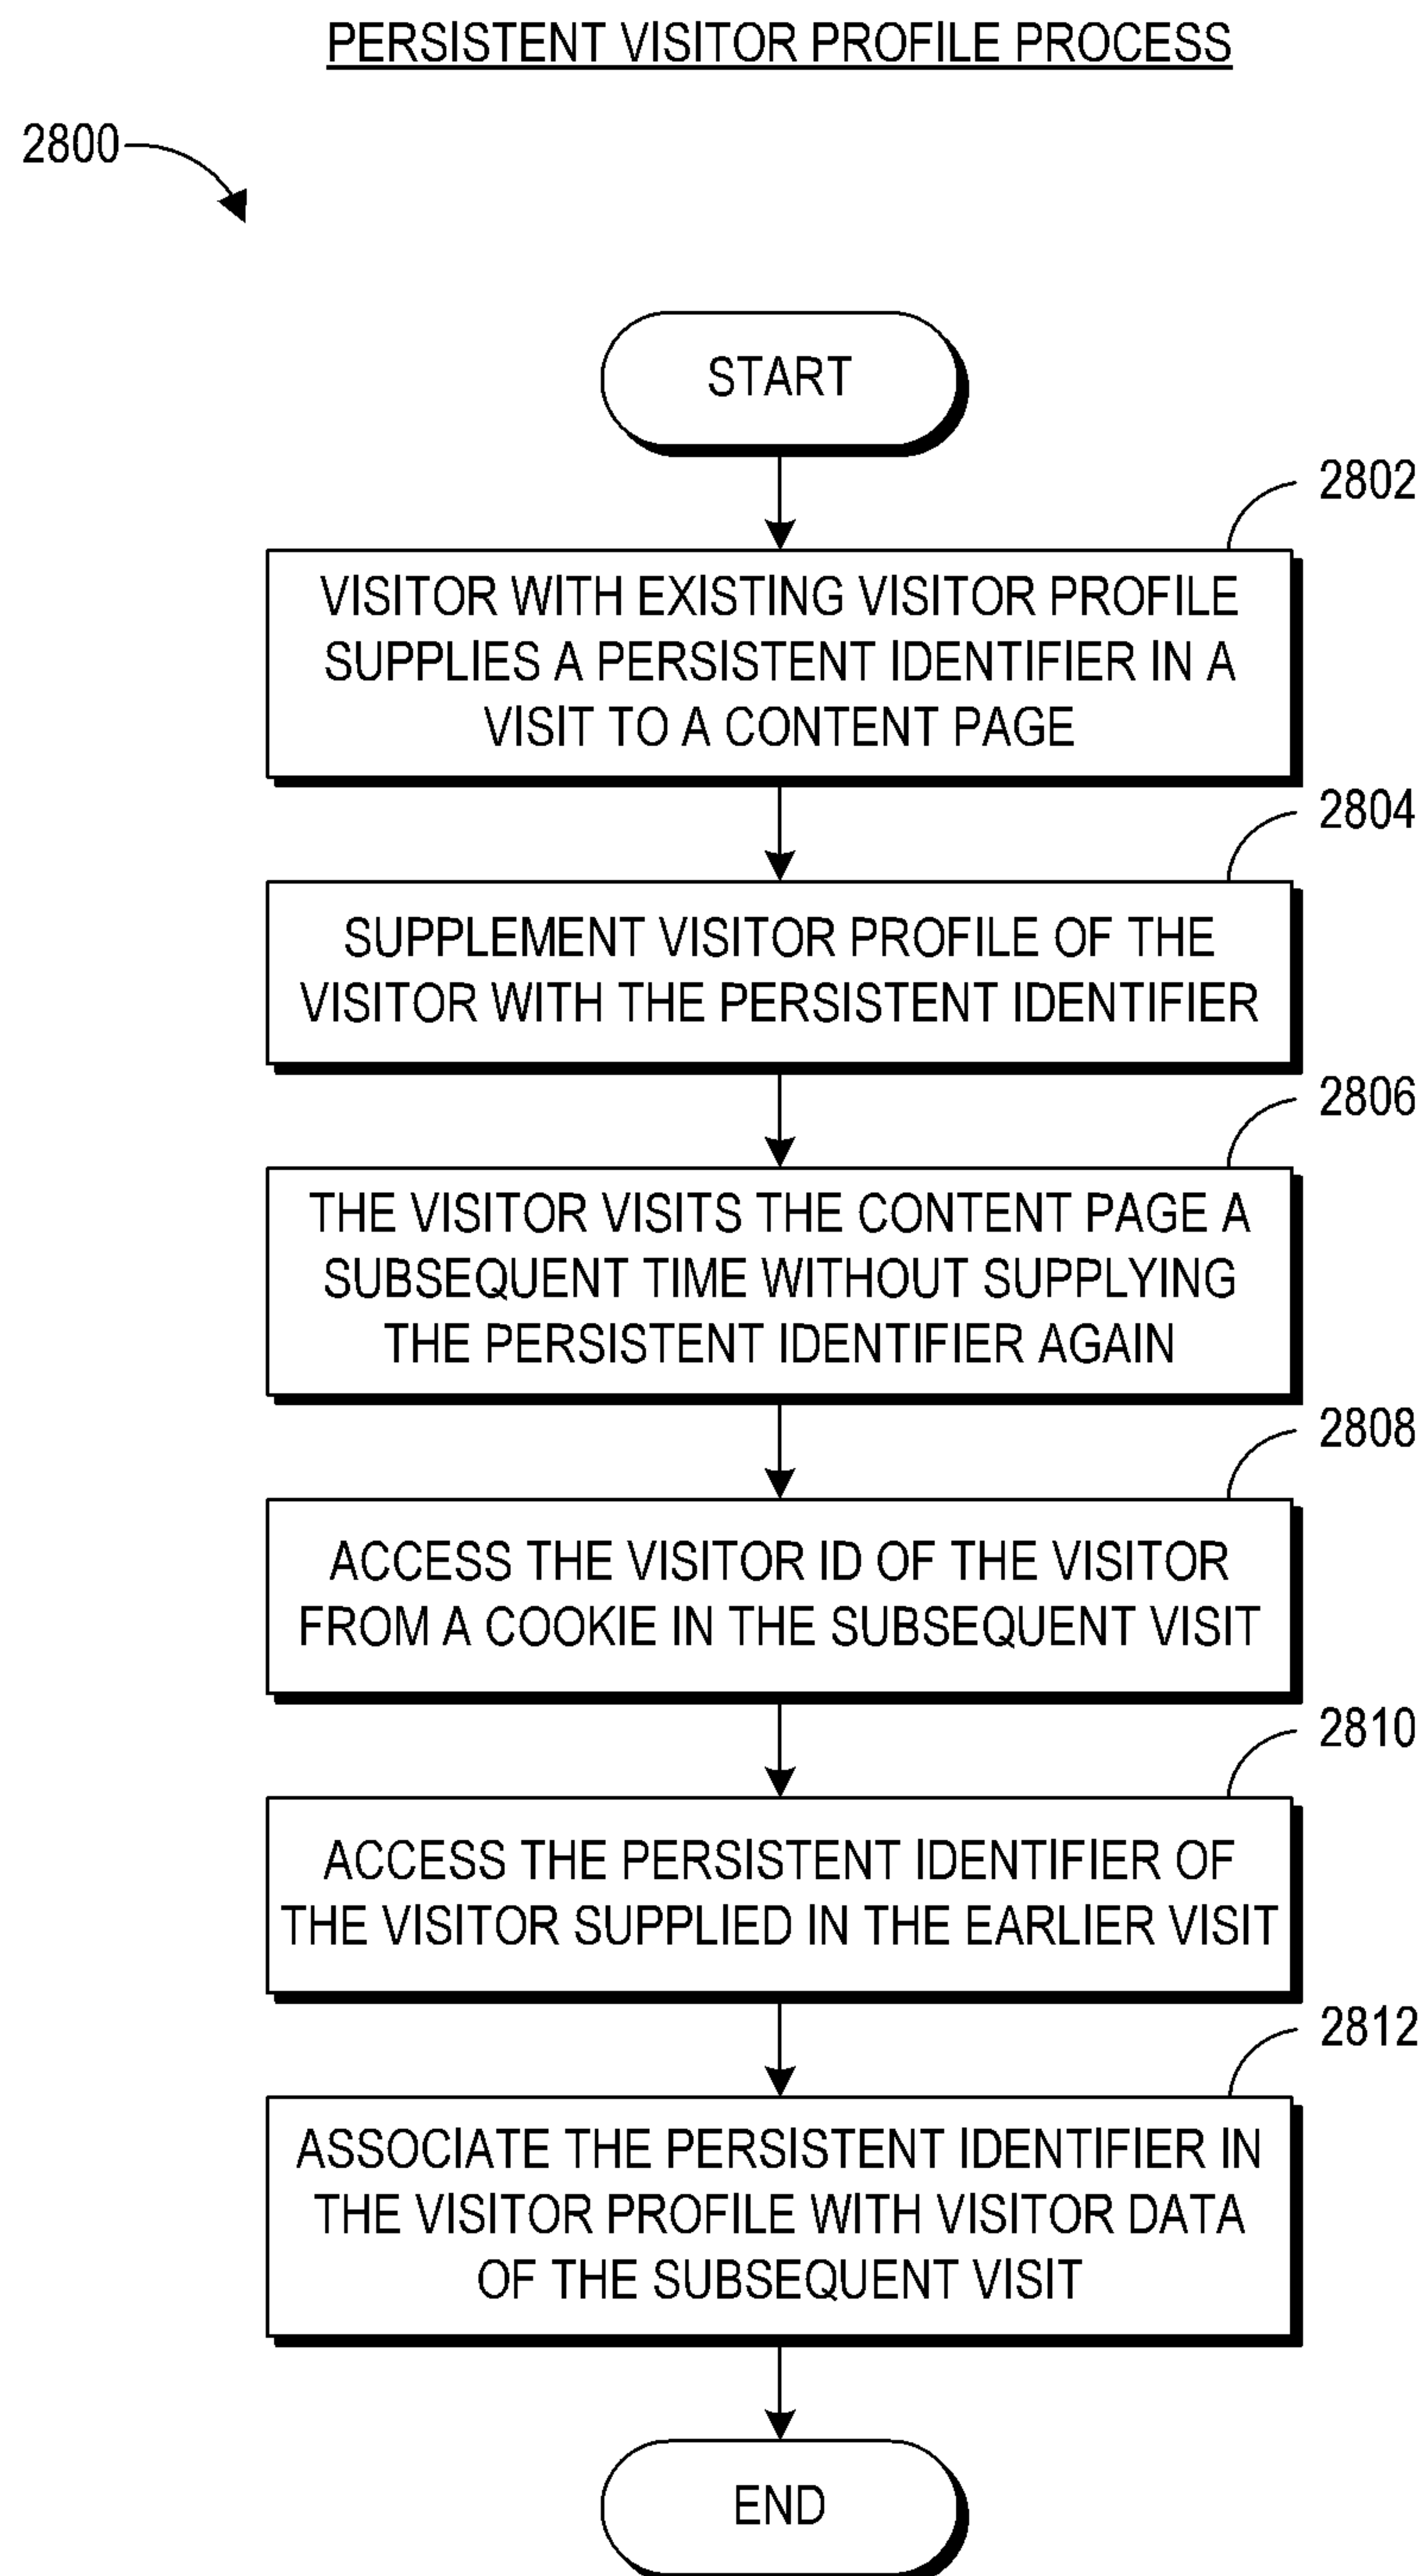 PERSISTENT VISITOR PROFILE PROCESS
2800
START
2802
VISITOR WITH EXISTING VISITOR PROFILE
SUPPLIES A PERSISTENT IDENTIFIER IN A
VISIT TO A CONTENT PAGE
2804
SUPPLEMENT VISITOR PROFILE OF THE
VISITOR WITH THE PERSISTENT IDENTIFIER
2806
THE VISITOR VISITS THE CONTENT PAGE A
SUBSEQUENT TIME WITHOUT SUPPLYING
THE PERSISTENT IDENTIFIER AGAIN
2808
ACCESS THE VISITOR ID OF THE VISITOR
FROM A COOKIE IN THE SUBSEQUENT VISIT
2810
ACCESS THE PERSISTENT IDENTIFIER OF
THE VISITOR SUPPLIED IN THE EARLIER VISIT
2812
ASSOCIATE THE PERSISTENT IDENTIFIER IN
THE VISITOR PROFILE WITH VISITOR DATA
OF THE SUBSEQUENT VISIT
END